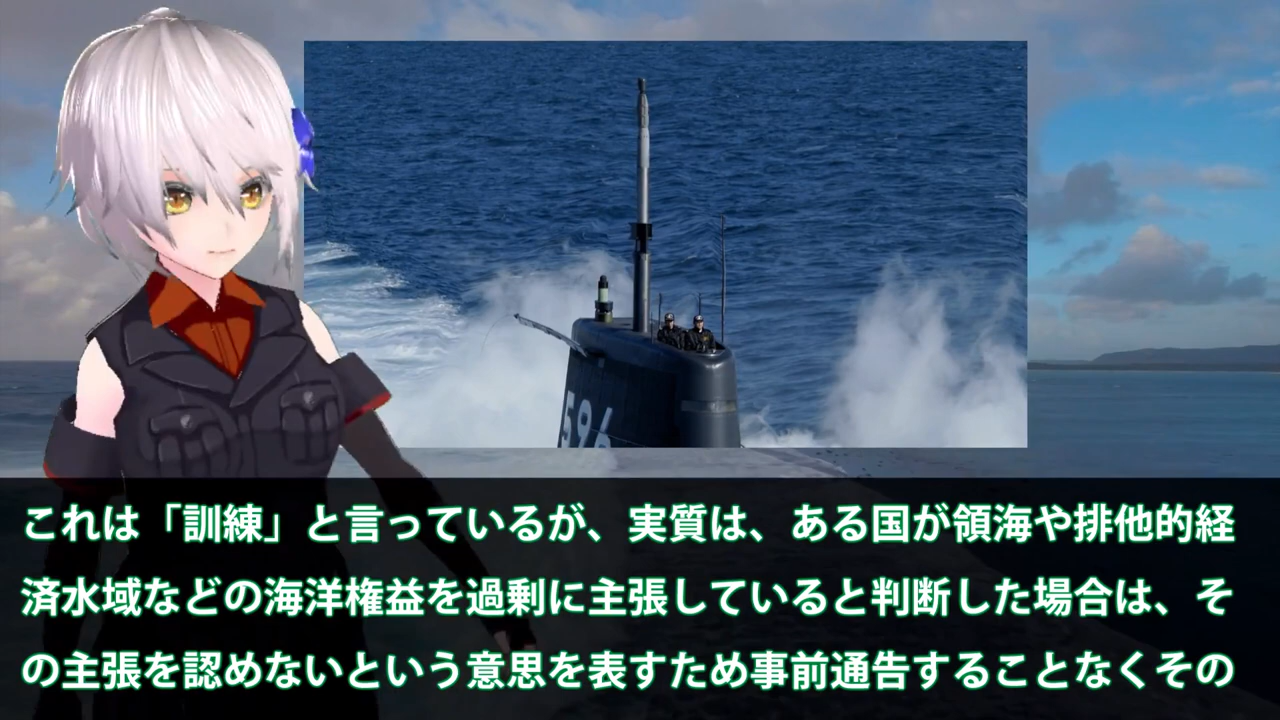 596
これは「訓練」と言っているが、実質は、ある国が領海や排他的経
済水域などの海洋権益を過剰に主張していると判断した場合は、そ
の主張を認めないという意思を表すため事前通告することなくその